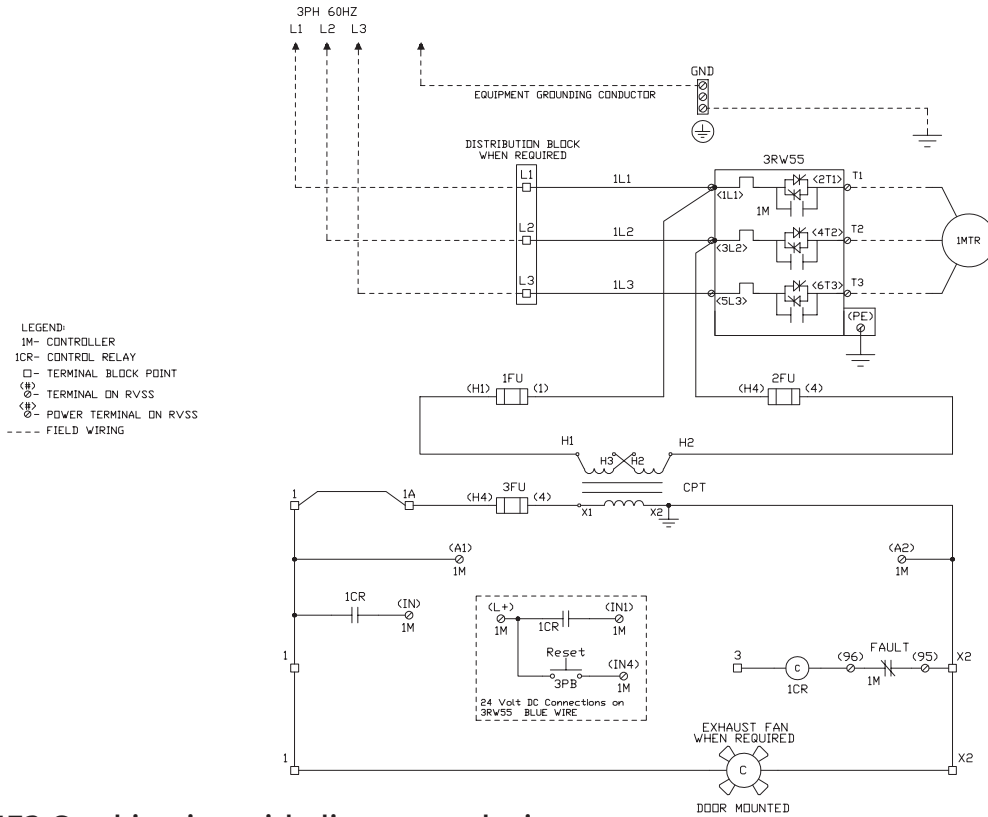 3PH 60HZ
L1 L2 L3
GND
EQUIPMENT GROUNDING CONDUCTOR
DISTRIBUTION BLOCK
WHEN REQUIRED
3RW55
L1
1L1
<1L1>
<2T1>
T1
1M
L2
1L2
<3L2>
<4T2>
T2
1MTR
L3
1L3
<5L3>
<6T3>
T3
(PE)
LEGEND:
1M- CONTROLLER
1CR- CONTROL RELAY
- TERMINAL BLOCK POINT
(#)
- TERMINAL ON RVSS
<#>
- POWER TERMINAL ON RVSS
---- FIELD WIRING
1FU
(H1) (1)
2FU
(H4) (4)
H1 H2
H3 H2
CPT
1 1A
3FU
(H4) (4)
X1 X2
(A1)
1M
(A2)
1M
1CR
(IN)
1M
(L+)
1M
1CR
(IN1)
1M
Reset
3PB
(IN4)
1M
24 Volt DC Connections on
3RW55 BLUE WIRE
1
3
C
1CR
(96)
FAULT
1M
(95)
X2
EXHAUST FAN
WHEN REQUIRED
1
C
X2
DOOR MOUNTED